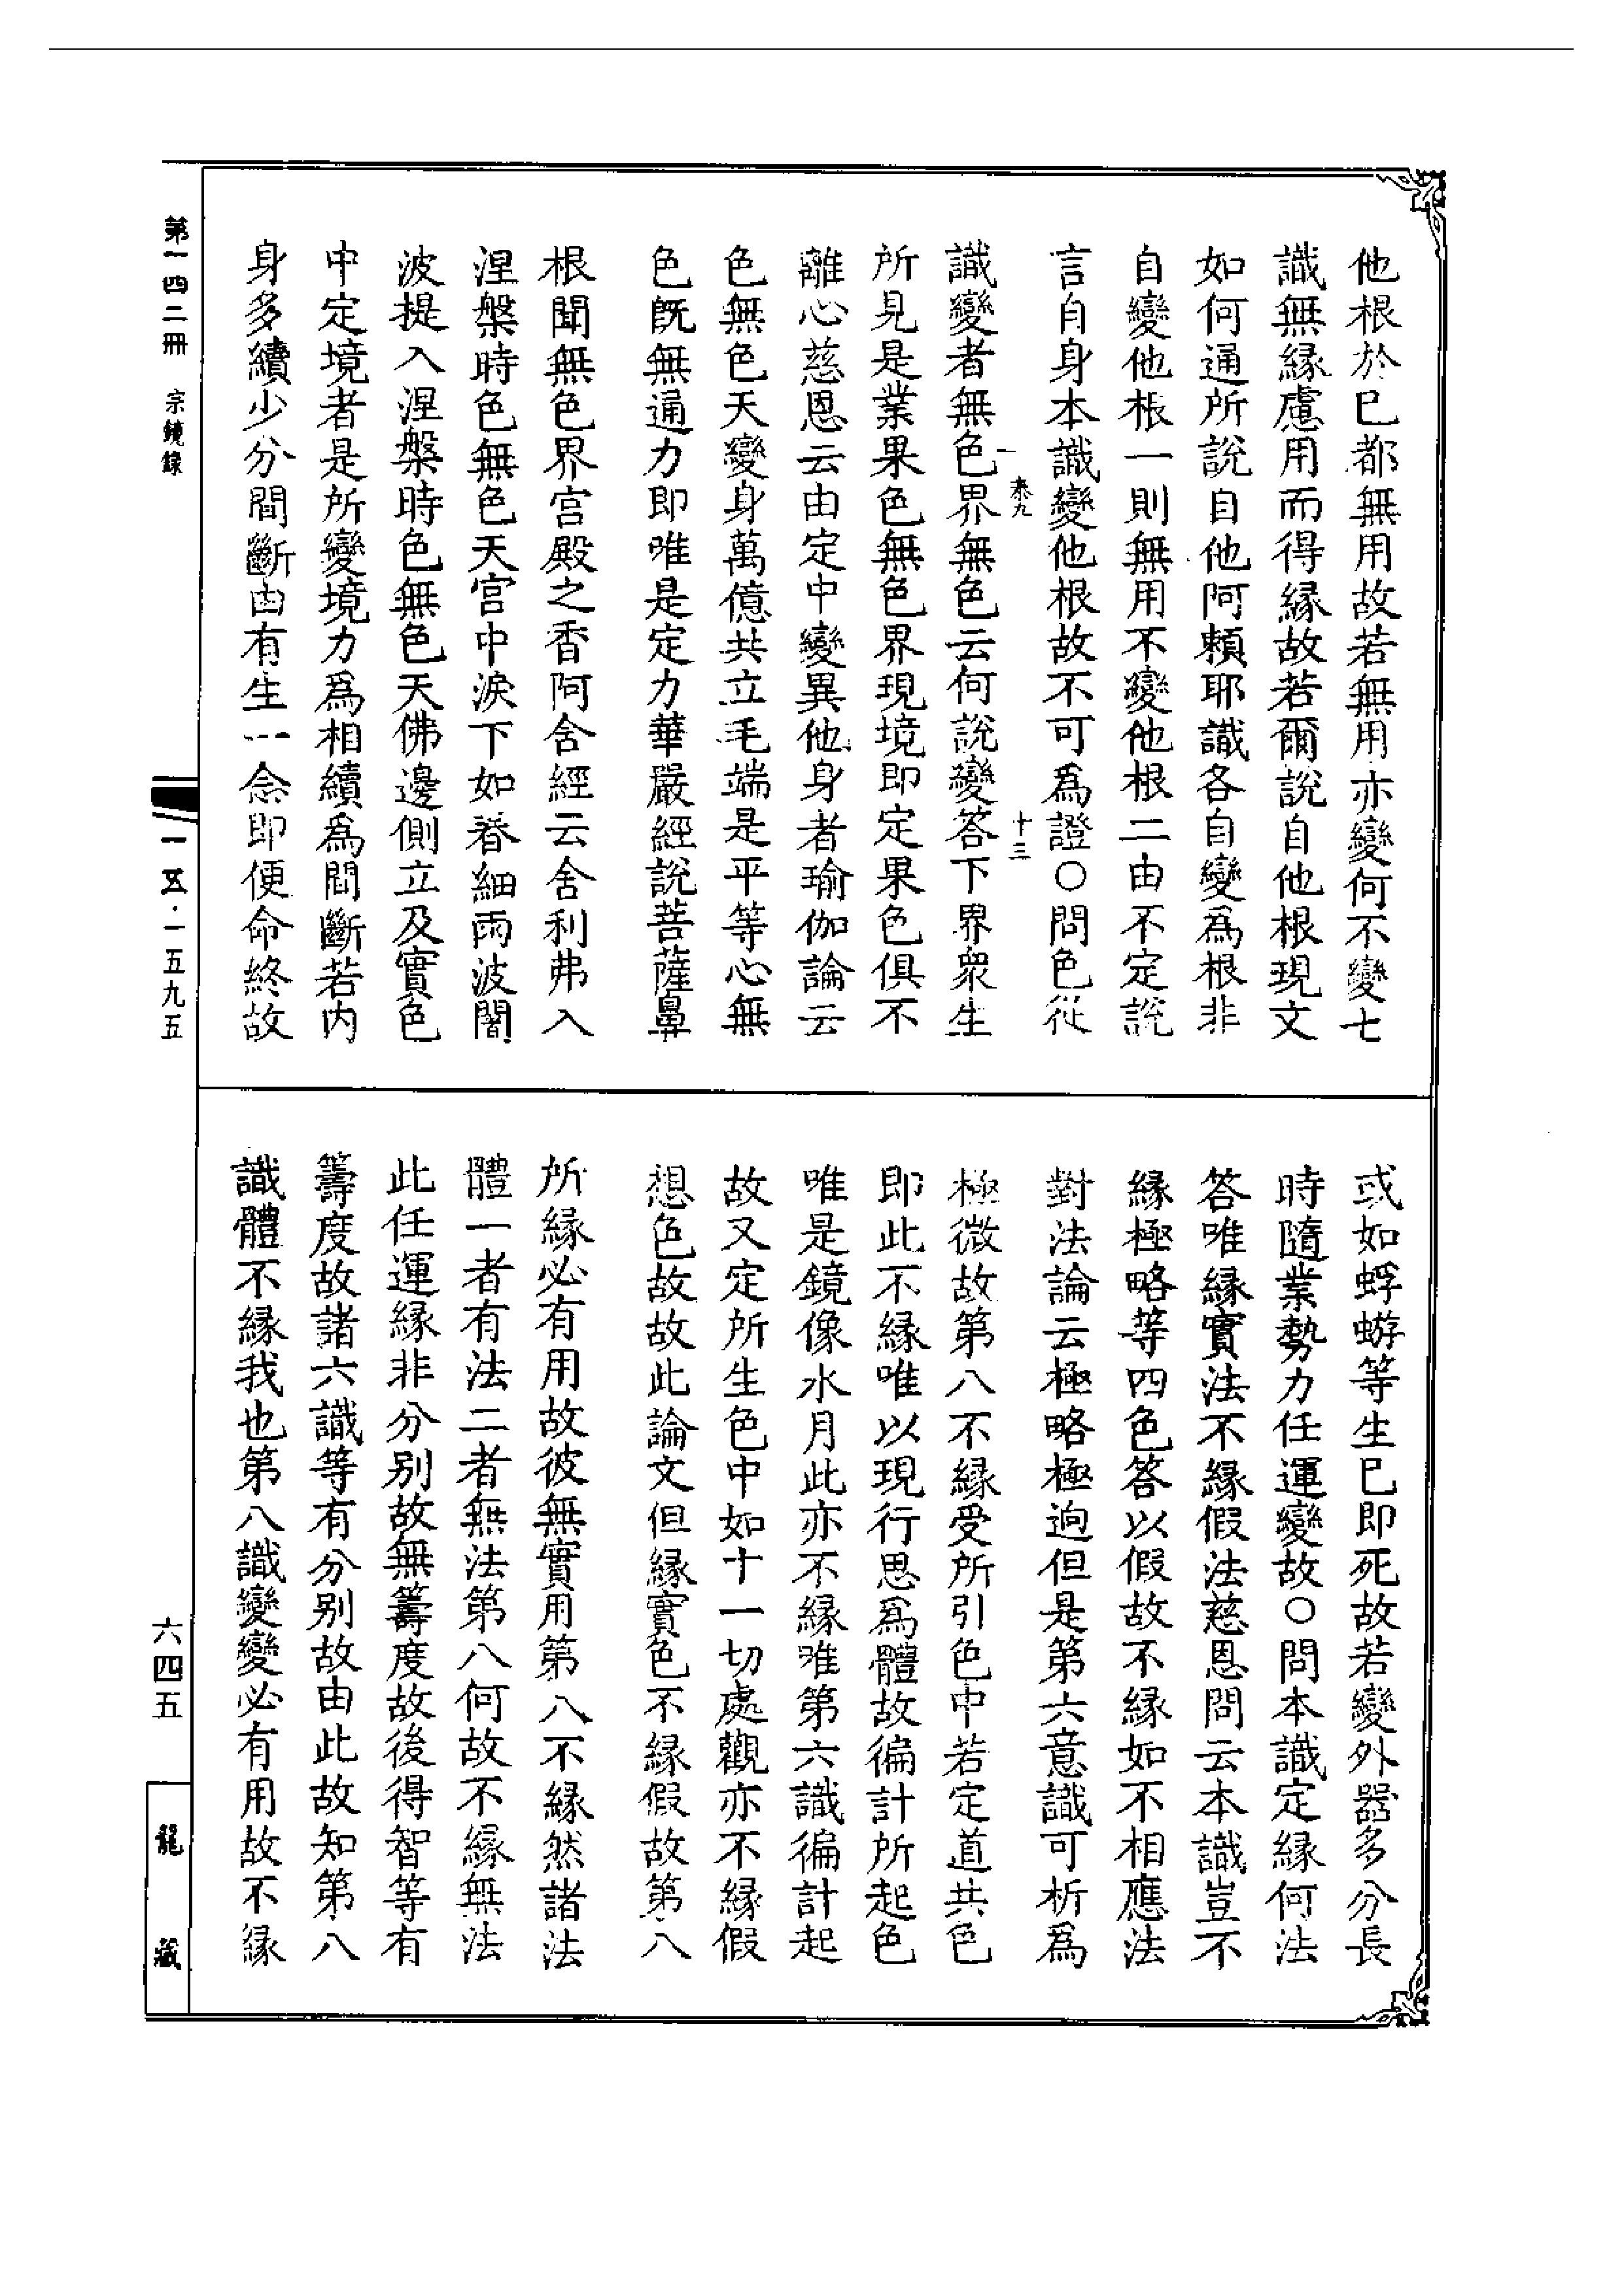 他根於已都無用故若無用亦變何不變七
識無緣慮用而得緣故若爾說自他根現文
如何通所說自他阿賴耶識各自變爲根非
自變他根一則無用不變他根二由不定說
言自身本識變他根故不可爲證○問色從
一 泰九 十三
識變者無色界無色云何說變答下界衆生
所見是業果色無色界現境即定果色俱不
離心慈恩云由定中變異他身者瑜伽論云
色無色天變身萬億共立毛端是平等心無
色旣無通力即唯是定力華嚴經說菩薩鼻
根聞無色界宮殿之香阿含經云舍利弗入
涅槃時色無色天宮中淚下如春細雨波闍
波提入涅槃時色無色天佛邊側立及實色
中定境者是所變境力爲相續爲間斷若内
身多續少分間斷由有生一念即便命終故
或如蜉蝣等生已即死故若變外器多分長
時隨業勢力任運變故○問本識定緣何法
答唯緣實法不緣假法慈恩問云本識豈不
緣極略等四色答以假故不緣如不相應法
對法論云極略極逈但是第六意識可析爲
極微故第八不緣受所引色中若定道共色
即此不緣唯以現行思爲體故徧計所起色
唯是鏡像水月此亦不緣唯第六識徧計起
故又定所生色中如十一切處觀亦不緣假
想色故故此論文但緣實色不緣假故第八
所緣必有用故彼無實用第八不緣然諸法
體一者有法二者無法第八何故不緣無法
此任運緣非分別故無籌度故後得智等有
籌度故諸六識等有分别故由此故知第八
識體不緣我也第八識變變必有用故不緣
第一四二冊 宗鏡錄
一五·一五九五
六四五
龍藏